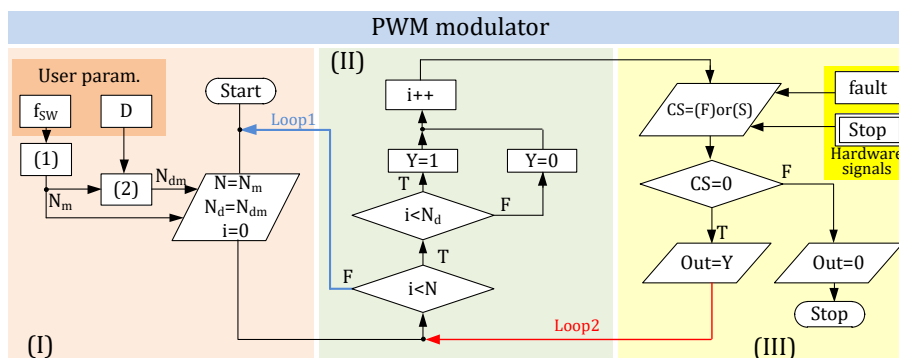 PWM modulator
User param.
f_SW
D
(1)
(2)
N_m
N_dm
Start
N=N_m
N_d=N_dm
i=0
(I)
(II)
Loop1
i++
Y=1
Y=0
T
i<N_d
F
T
F
i<N
Loop2
CS=(F)or(S)
fault
Stop
Hardware
signals
CS=0
F
T
Out=Y
Out=0
Stop
(III)